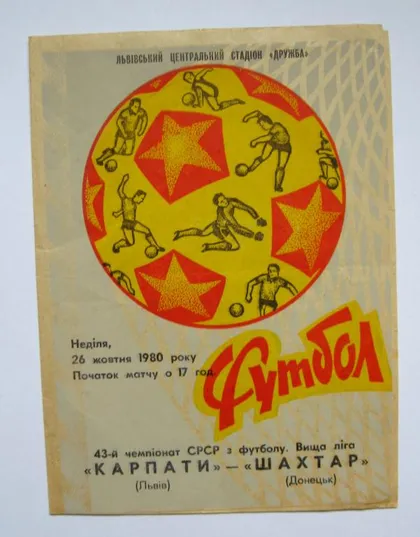 ЛЬВІВСЬКИЙ ЦЕНТРАЛЬНИЙ СТАДІОН «ДРУЖБА»
Неділя,
26 жовтня 1980 року
Початок матчу о 17 год.
Футбол
43-й чемпіонат СРСР з футболу. Вища ліга
«КАРПАТИ» — «ШАХТАР»
(Львів) (Донецьк)